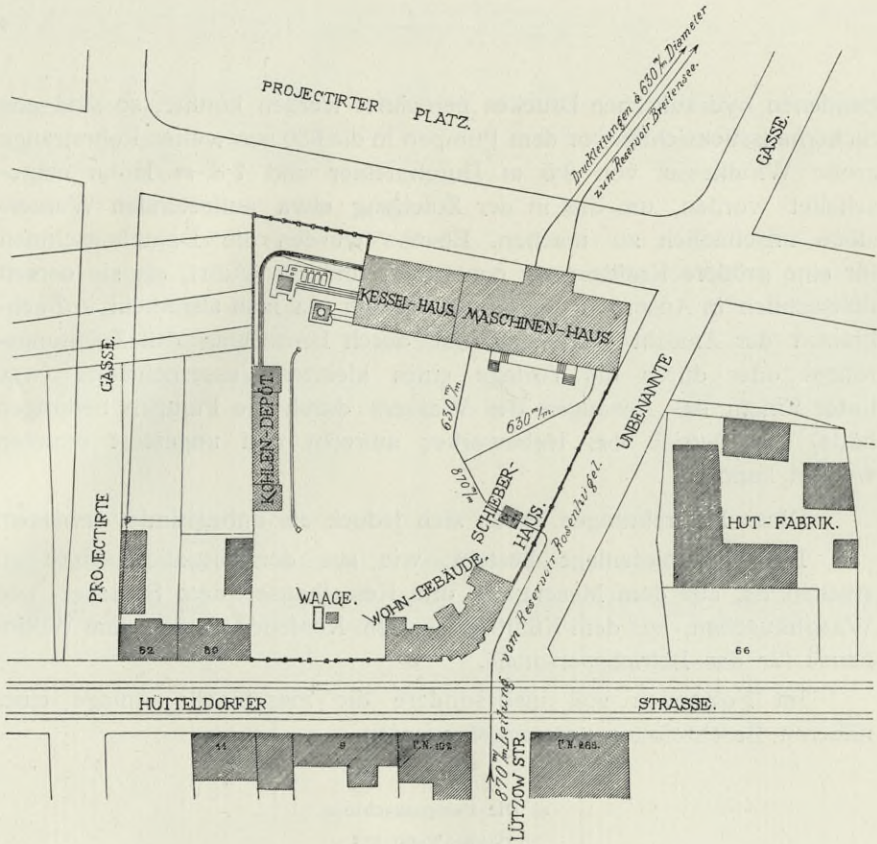 PROJECTIRTER
PLATZ.
Druckleitungen à 630 m/m Diameter
zum Reservoir Breitensee.
GASSE.
KESSEL-HAUS.
MASCHINEN-HAUS.
GASSE.
KOHLEN-DEPOT.
630 m/m
630 m/m
870 m/m
UNBENANNTE
SCHIEBER-
HAUS.
HUT-FABRIK.
PROJECTIRTE
WAAGE.
WOHN-GEBÄUDE.
52
50
66
HÜTTELDORFER
STRASSE.
11
9
C.N. 102
C.N. 265.
870 m/m Leitung vom Reservoir Rosenhügel.
LÜTZOW STR.